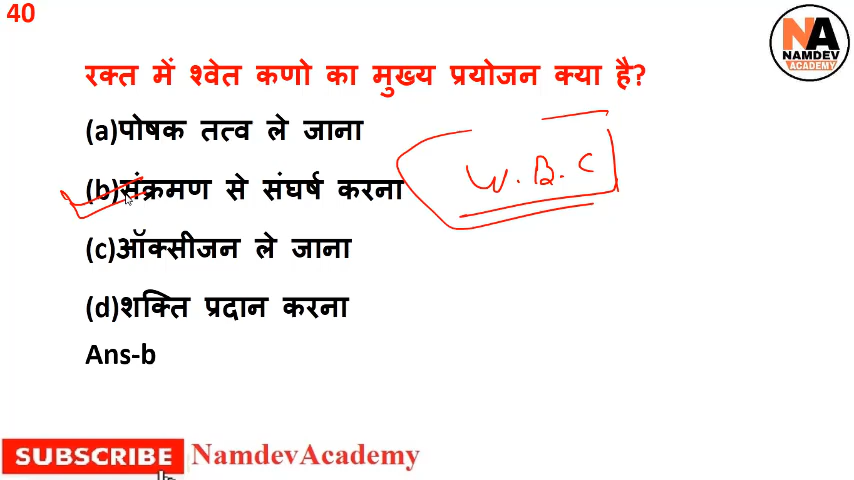 40
NA
NAMDEV
ACADEMY
रक्त में श्वेत कणो का मुख्य प्रयोजन क्या है?
(a)पोषक तत्व ले जाना
(b)संक्रमण से संघर्ष करना
W.B.C
(c)ऑक्सीजन ले जाना
(d)शक्ति प्रदान करना
Ans-b
SUBSCRIBE NamdevAcademy